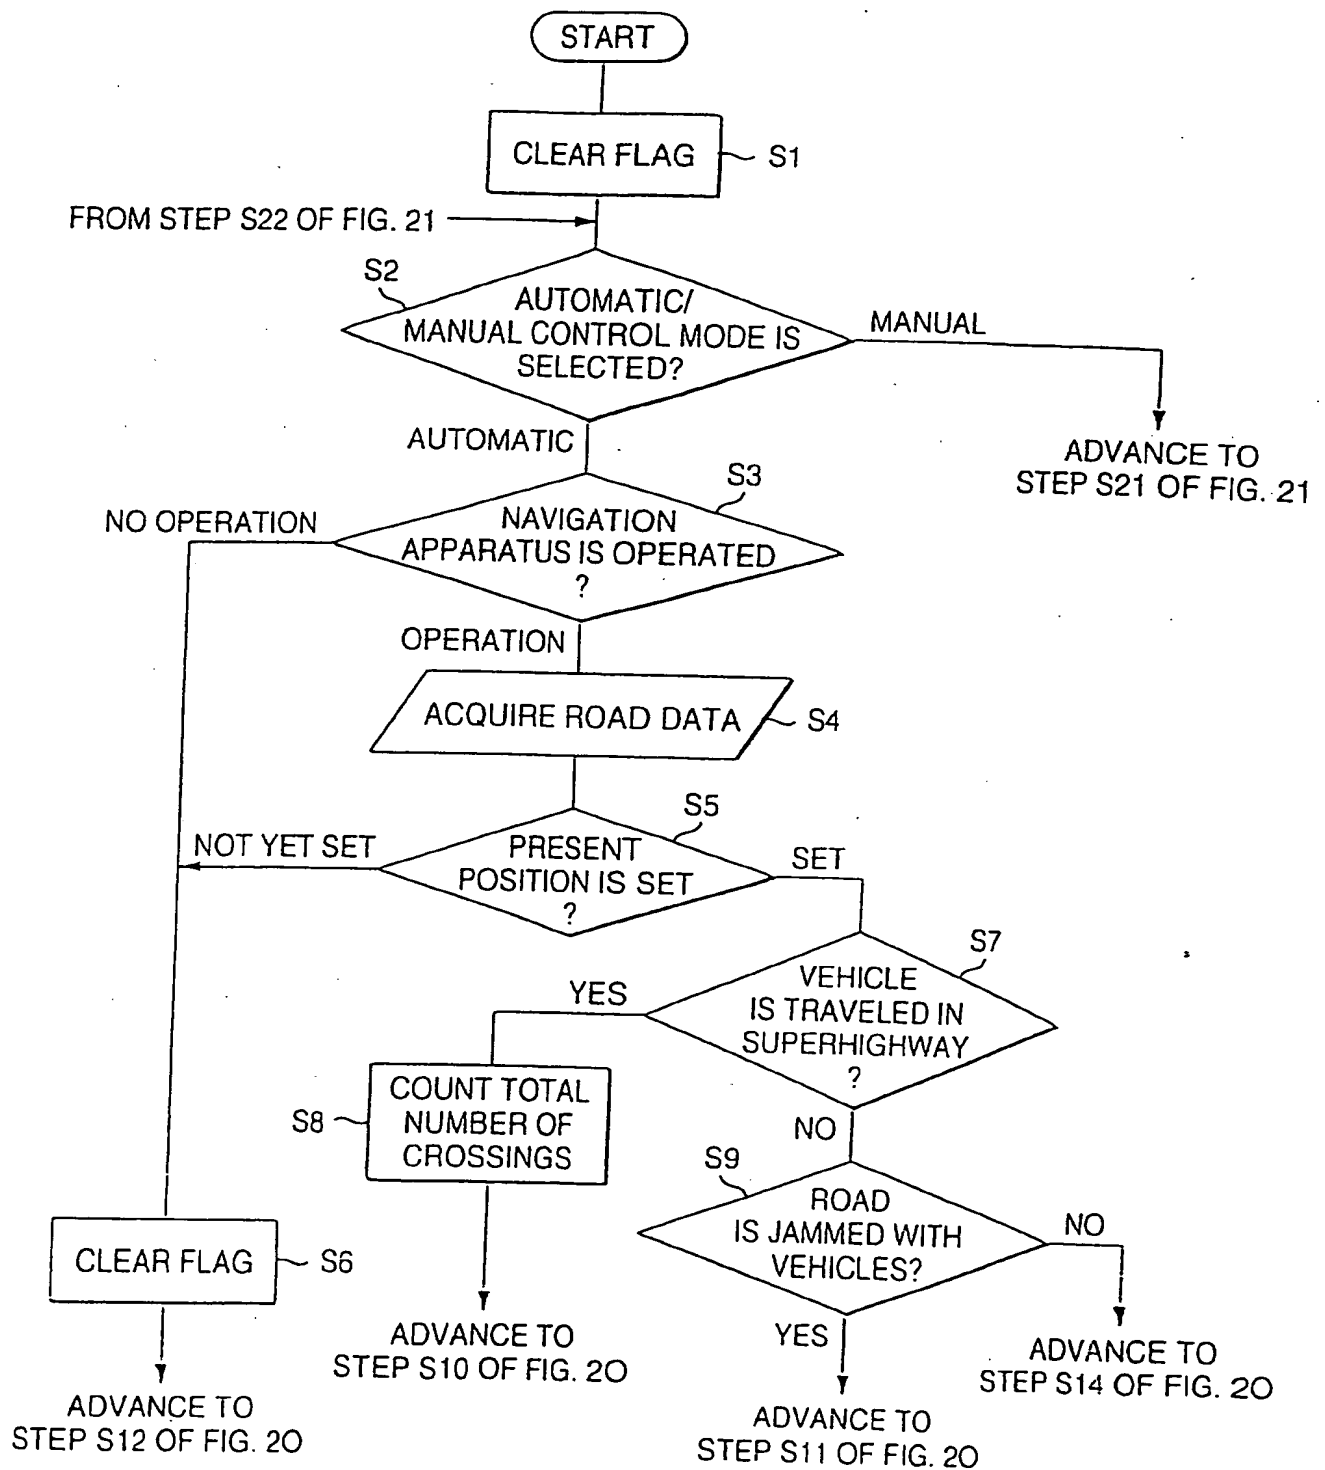 START
CLEAR FLAG
S1
FROM STEP S22 OF FIG. 21
S2
AUTOMATIC/
MANUAL CONTROL MODE IS
SELECTED?
MANUAL
ADVANCE TO
STEP S21 OF FIG. 21
AUTOMATIC
S3
NO OPERATION
NAVIGATION
APPARATUS IS OPERATED
?
OPERATION
ACQUIRE ROAD DATA
S4
S5
NOT YET SET
PRESENT
POSITION IS SET
?
SET
S7
YES
VEHICLE
IS TRAVELED IN
SUPERHIGHWAY
?
S8
COUNT TOTAL
NUMBER OF
CROSSINGS
NO
S9
ROAD
IS JAMMED WITH
VEHICLES?
NO
CLEAR FLAG
S6
YES
ADVANCE TO
STEP S10 OF FIG. 20
ADVANCE TO
STEP S14 OF FIG. 20
ADVANCE TO
STEP S12 OF FIG. 20
ADVANCE TO
STEP S11 OF FIG. 20